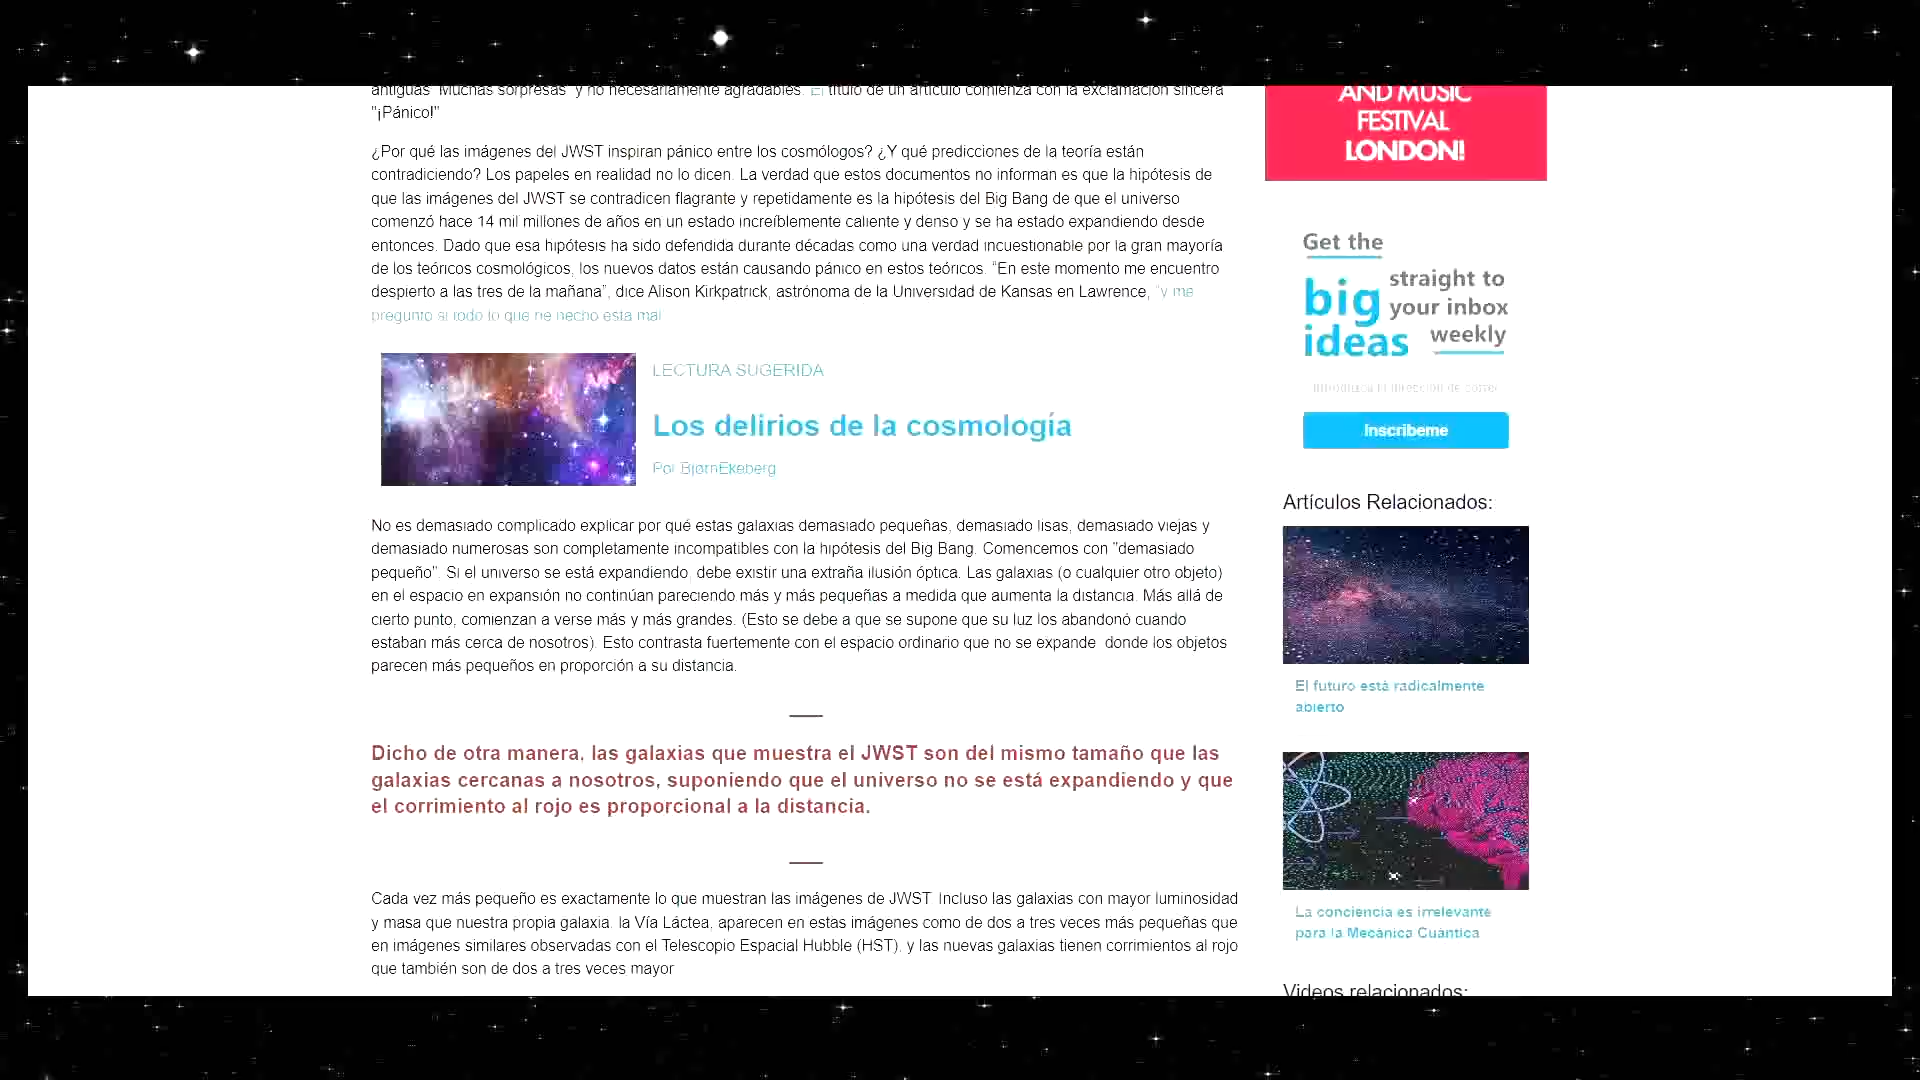 antiguas "Muchas sorpresas" y no necesariamente agradables. El título de un artículo comienza con la exclamación sincera
"¡Pánico!"
¿Por qué las imágenes del JWST inspiran pánico entre los cosmólogos? ¿Y qué predicciones de la teoría están
contradiciendo? Los papeles en realidad no lo dicen. La verdad que estos documentos no informan es que la hipótesis de
que las imágenes del JWST se contradicen flagrante y repetidamente es la hipótesis del Big Bang de que el universo
comenzó hace 14 mil millones de años en un estado increíblemente caliente y denso y se ha estado expandiendo desde
entonces. Dado que esa hipótesis ha sido defendida durante décadas como una verdad incuestionable por la gran mayoría
de los teóricos cosmológicos, los nuevos datos están causando pánico en estos teóricos. "En este momento me encuentro
despierto a las tres de la mañana", dice Alison Kirkpatrick, astrónoma de la Universidad de Kansas en Lawrence, "y me
pregunto si todo lo que he hecho está mal
LECTURA SUGERIDA
Los delirios de la cosmología
Por BjørnEkeberg
No es demasiado complicado explicar por qué estas galaxias demasiado pequeñas, demasiado lisas, demasiado viejas y
demasiado numerosas son completamente incompatibles con la hipótesis del Big Bang. Comencemos con "demasiado
pequeño". Si el universo se está expandiendo, debe existir una extraña ilusión óptica. Las galaxias (o cualquier otro objeto)
en el espacio en expansión no continúan pareciendo más y más pequeñas a medida que aumenta la distancia. Más allá de
cierto punto, comienzan a verse más y más grandes. (Esto se debe a que se supone que su luz los abandonó cuando
estaban más cerca de nosotros). Esto contrasta fuertemente con el espacio ordinario que no se expande donde los objetos
parecen más pequeños en proporción a su distancia.
Dicho de otra manera, las galaxias que muestra el JWST son del mismo tamaño que las
galaxias cercanas a nosotros, suponiendo que el universo no se está expandiendo y que
el corrimiento al rojo es proporcional a la distancia.
Cada vez más pequeño es exactamente lo que muestran las imágenes de JWST. Incluso las galaxias con mayor luminosidad
y masa que nuestra propia galaxia, la Vía Láctea, aparecen en estas imágenes como de dos a tres veces más pequeñas que
en imágenes similares observadas con el Telescopio Espacial Hubble (HST), y las nuevas galaxias tienen corrimientos al rojo
que también son de dos a tres veces mayor
AND MUSIC
FESTIVAL
LONDON!
Get the
big ideas
straight to
your inbox
weekly
Introduzca la dirección de correo
Inscríbeme
Artículos Relacionados:
El futuro está radicalmente
abierto
La conciencia es irrelevante
para la Mecánica Cuántica
Videos relacionados: